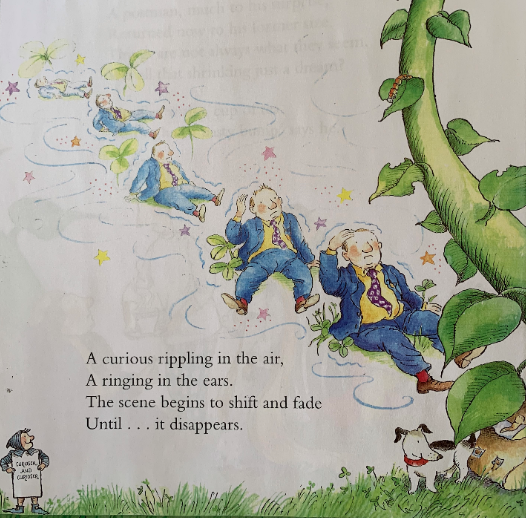 A curious rippling in the air,
A ringing in the ears.
The scene begins to shift and fade
Until . . . it disappears.
CURIOUSER
AND
CURIOUSER